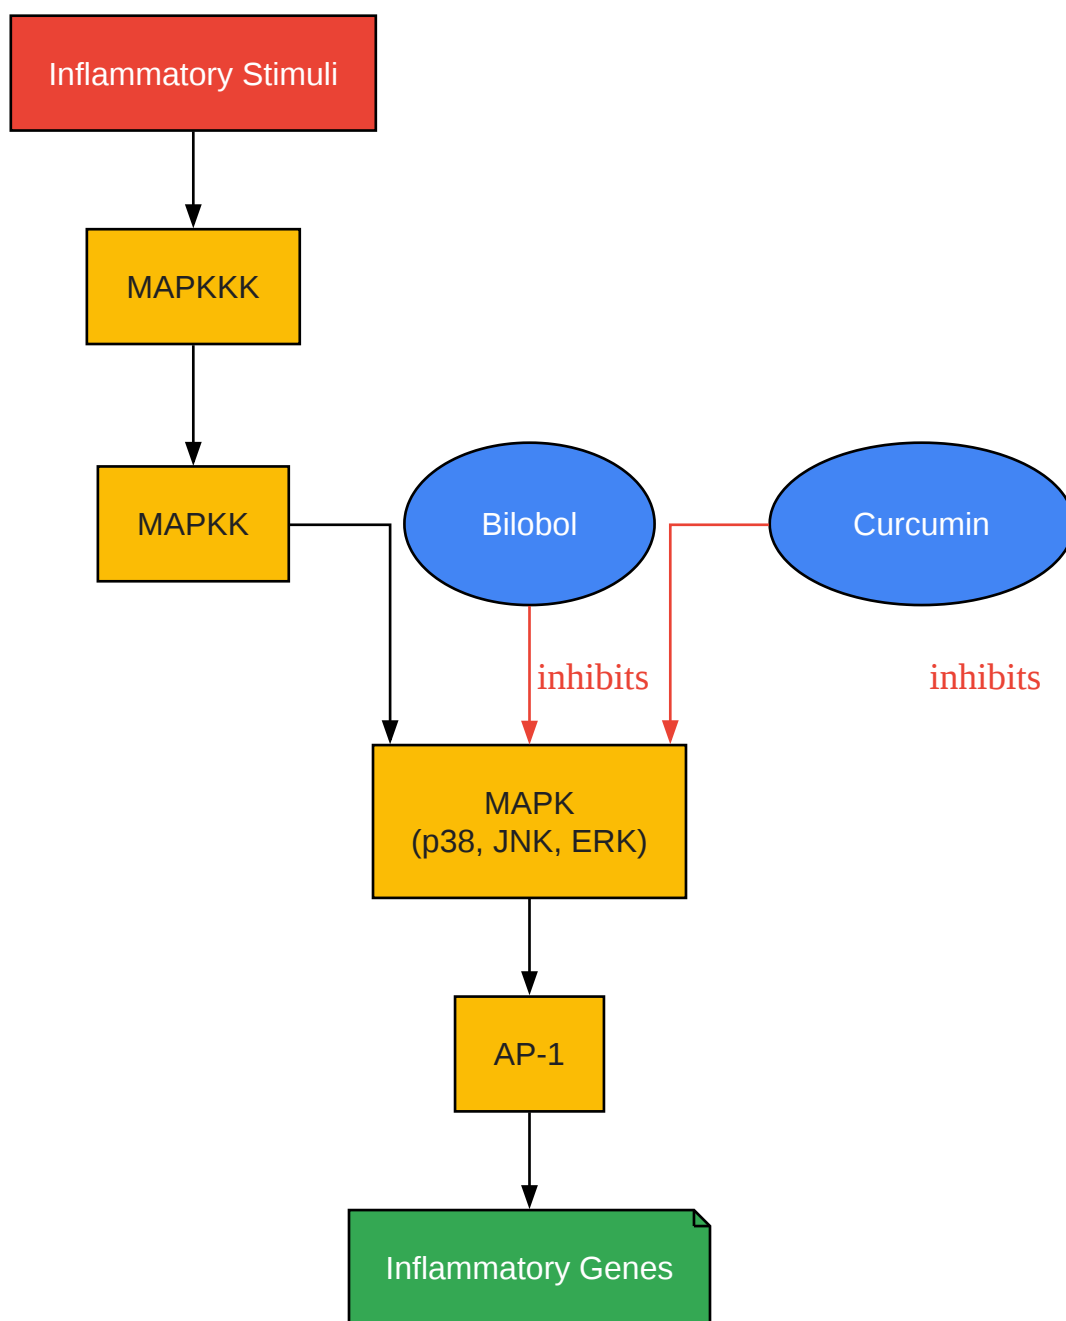 Inflammatory Stimuli
MAPKKK
MAPKK
Bilobol
Curcumin
inhibits
inhibits
MAPK
(p38, JNK, ERK)
AP-1
Inflammatory Genes